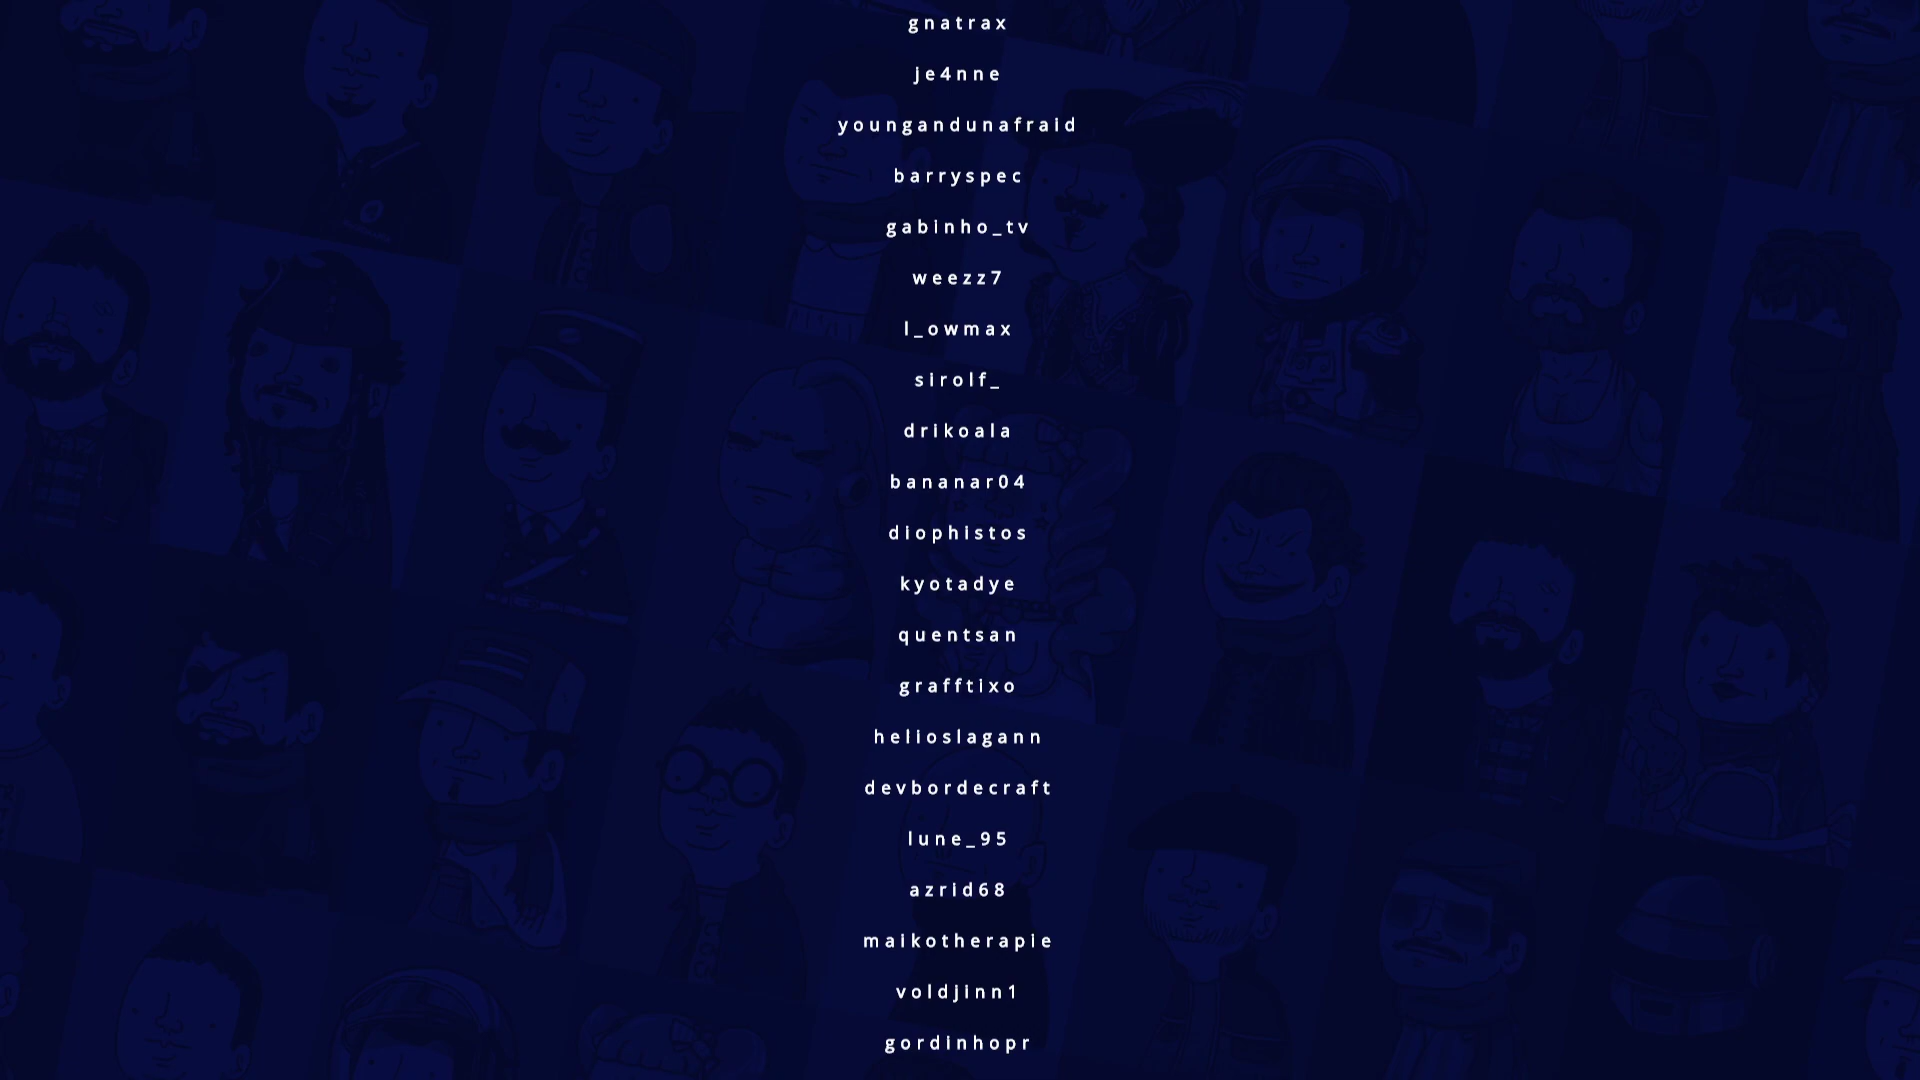 gnatrax
je4nne
youngandunafraid
barryspec
gabinho_tv
weezz7
l_owmax
sirolf_
drikoala
bananar04
diophistos
kyotadye
quentsan
grafftixo
helioslagann
devbordecraft
lune_95
azrid68
maikotherapie
voldjinn1
gordinhopr